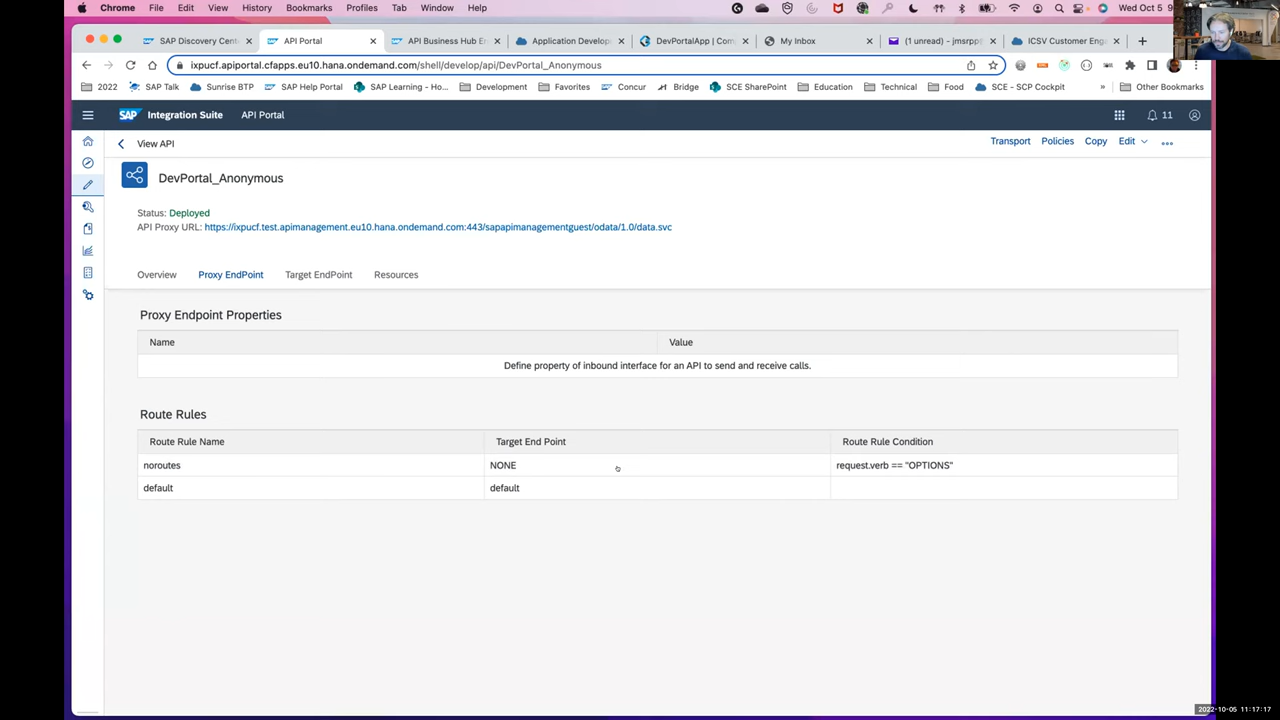 Chrome File Edit View History Bookmarks Profiles Tab Window Help Wed Oct 5 9
SAP Discovery Cent API Portal API Business Hub E Application Develop DevPortalApp | Com My Inbox (1 unread) - jmsrpp ICSV Customer Eng
ixpucf.apiportal.cfapps.eu10.hana.ondemand.com/shell/develop/api/DevPortal_Anonymous
2022 SAP Talk Sunrise BTP SAP Help Portal SAP Learning - Ho... Development Favorites Concur Bridge SCE SharePoint Education Technical Food SCE - SCP Cockpit » Other Bookmarks
SAP Integration Suite API Portal 11
View API Transport Policies Copy Edit
DevPortal_Anonymous
Status: Deployed
API Proxy URL: https://ixpucf.test.apimanagement.eu10.hana.ondemand.com:443/sapapimanagementguest/odata/1.0/data.svc
Overview Proxy EndPoint Target EndPoint Resources
Proxy Endpoint Properties
Name Value
Define property of inbound interface for an API to send and receive calls.
Route Rules
Route Rule Name Target End Point Route Rule Condition
noroutes NONE request.verb == "OPTIONS"
default default
2022-10-05 11:17:17